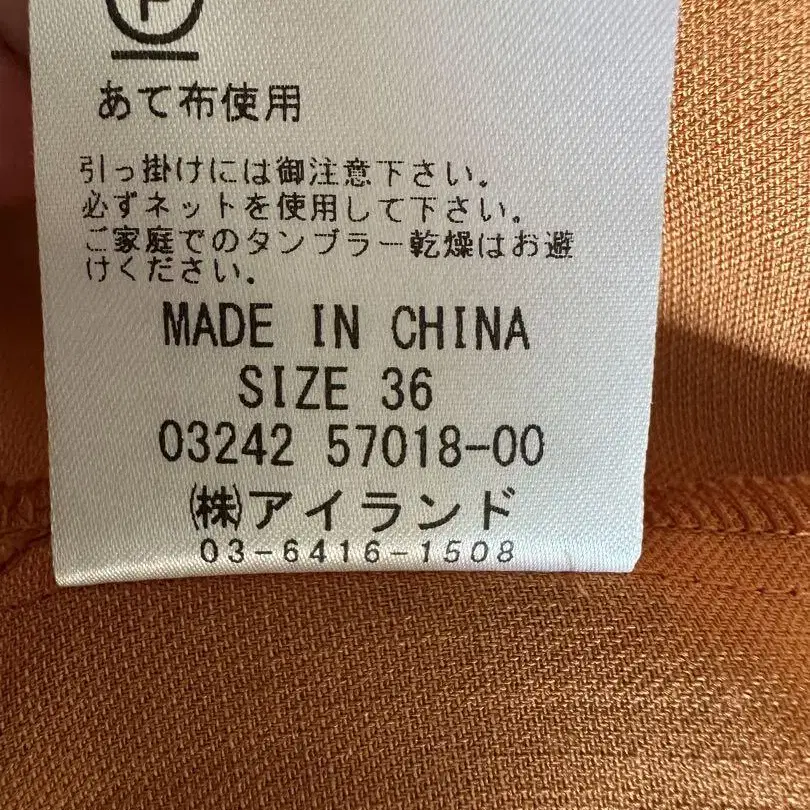 あて布使用
引っ掛けには御注意下さい。
必ずネットを使用して下さい。
ご家庭でのタンブラー乾燥はお避
けください。
MADE IN CHINA
SIZE 36
03242 57018-00
㈱アイランド
03-6416-1508